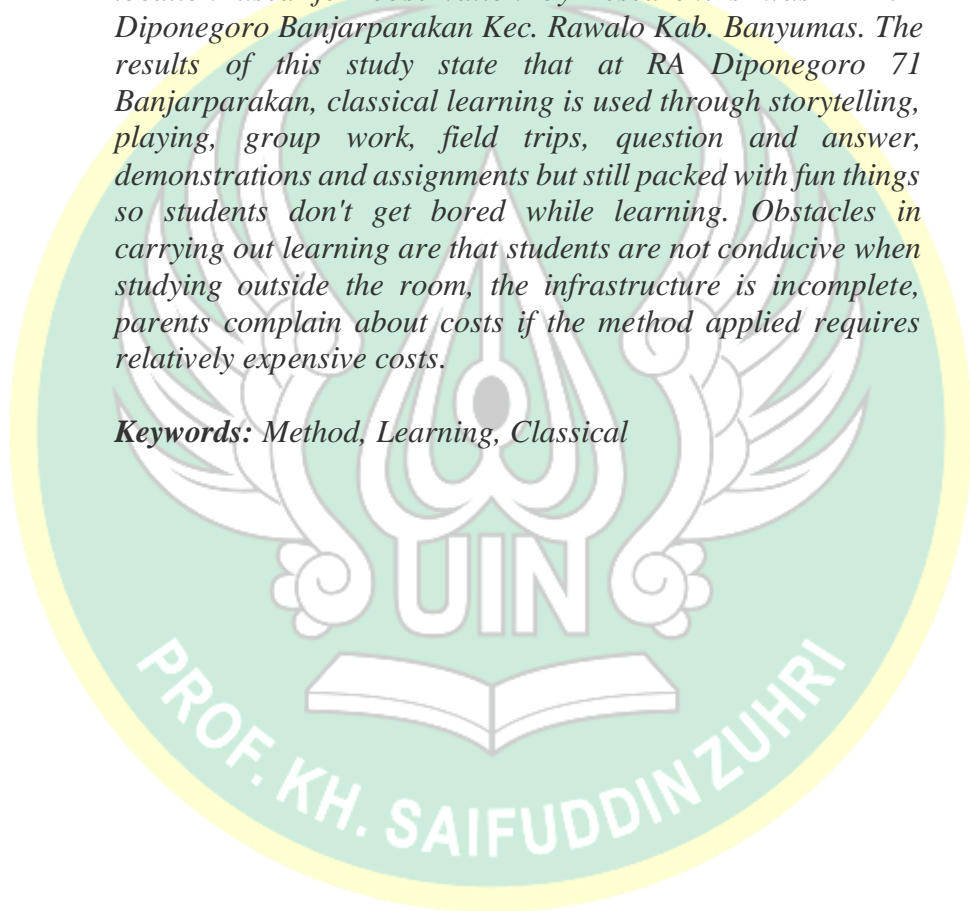 Diponegoro Banjarparakan Kec. Rawalo Kab. Banyumas. The
results of this study state that at RA Diponegoro 71
Banjarparakan, classical learning is used through storytelling,
playing, group work, field trips, question and answer,
demonstrations and assignments but still packed with fun things
so students don't get bored while learning. Obstacles in
carrying out learning are that students are not conducive when
studying outside the room, the infrastructure is incomplete,
parents complain about costs if the method applied requires
relatively expensive costs.
Keywords: Method, Learning, Classical
UIN
PROF. KH. SAIFUDDIN ZUHRI